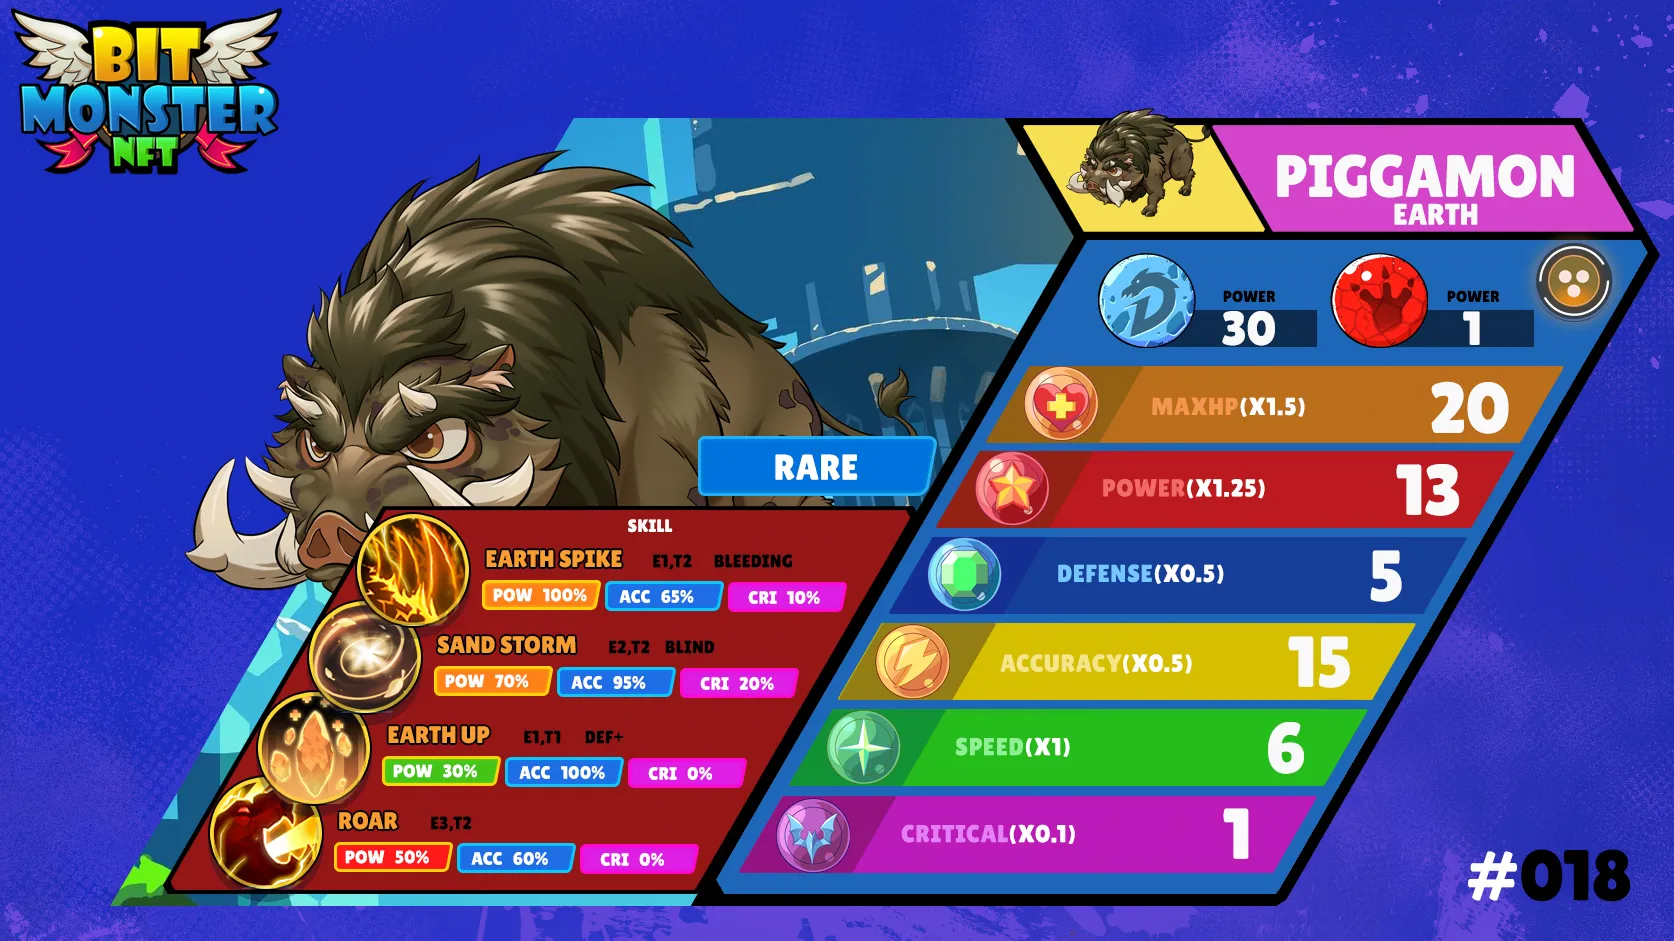 BIT
MONSTER
NFT
PIGGAMON
EARTH
POWER
30
POWER
1
MAXHP(X1.5) 20
POWER(X1.25) 13
DEFENSE(X0.5) 5
ACCURACY(X0.5) 15
SPEED(X1) 6
CRITICAL(X0.1) 1
RARE
SKILL
EARTH SPIKE E1,T2 BLEEDING
POW 100% ACC 65% CRI 10%
SAND STORM E2,T2 BLIND
POW 70% ACC 95% CRI 20%
EARTH UP E1,T1 DEF+
POW 30% ACC 100% CRI 0%
ROAR E3,T2
POW 50% ACC 60% CRI 0%
#018